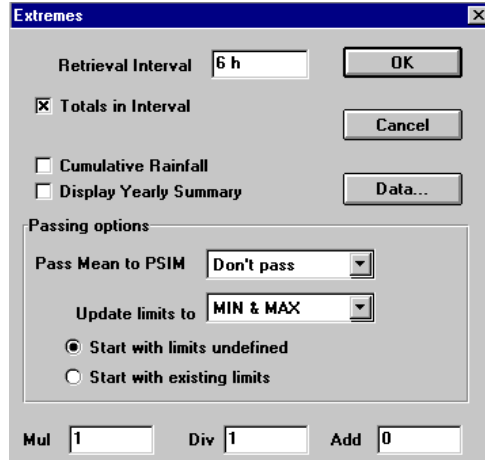 Extremes
Retrieval Interval 6 h OK
Totals in Interval
Cancel
Cumulative Rainfall
Display Yearly Summary Data...
Passing options
Pass Mean to PSIM Don't pass
Update limits to MIN & MAX
Start with limits undefined
Start with existing limits
Mul 1 Div 1 Add 0